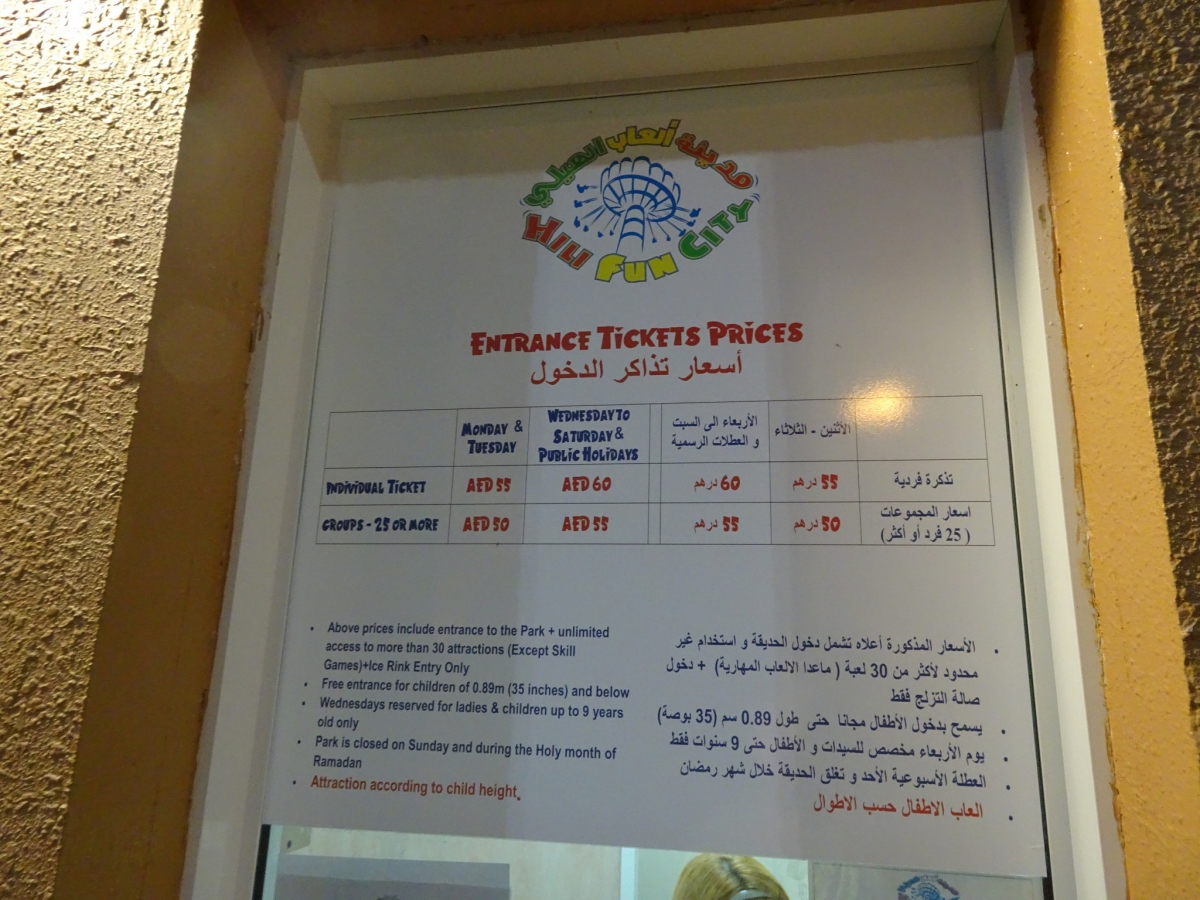 مدينة ألعاب الهيلي
HILI FUN CITY
ENTRANCE TICKETS PRICES
أسعار تذاكر الدخول
MONDAY & TUESDAY
WEDNESDAY TO SATURDAY & PUBLIC HOLIDAYS
الأربعاء الى السبت و العطلات الرسمية
الأثنين - الثلاثاء
INDIVIDUAL TICKET
AED 55
AED 60
60 درهم
55 درهم
تذكرة فردية
GROUPS - 25 OR MORE
AED 50
AED 55
55 درهم
50 درهم
اسعار المجموعات
( 25 فرد أو أكثر)
• Above prices include entrance to the Park + unlimited
access to more than 30 attractions (Except Skill
Games)+Ice Rink Entry Only
• Free entrance for children of 0.89m (35 inches) and below
• Wednesdays reserved for ladies & children up to 9 years
old only
• Park is closed on Sunday and during the Holy month of
Ramadan
• Attraction according to child height.
• الأسعار المذكورة أعلاه تشمل دخول الحديقة و استخدام غير
محدود لأكثر من 30 لعبة ( ماعدا الالعاب المهارية) + دخول
صالة التزلج فقط
• يسمح بدخول الأطفال مجانا حتى طول 0.89 سم (35 بوصة)
• يوم الأربعاء مخصص للسيدات و الأطفال حتى 9 سنوات فقط
• العطلة الأسبوعية الأحد و تغلق الحديقة خلال شهر رمضان
• العاب الاطفال حسب الاطوال